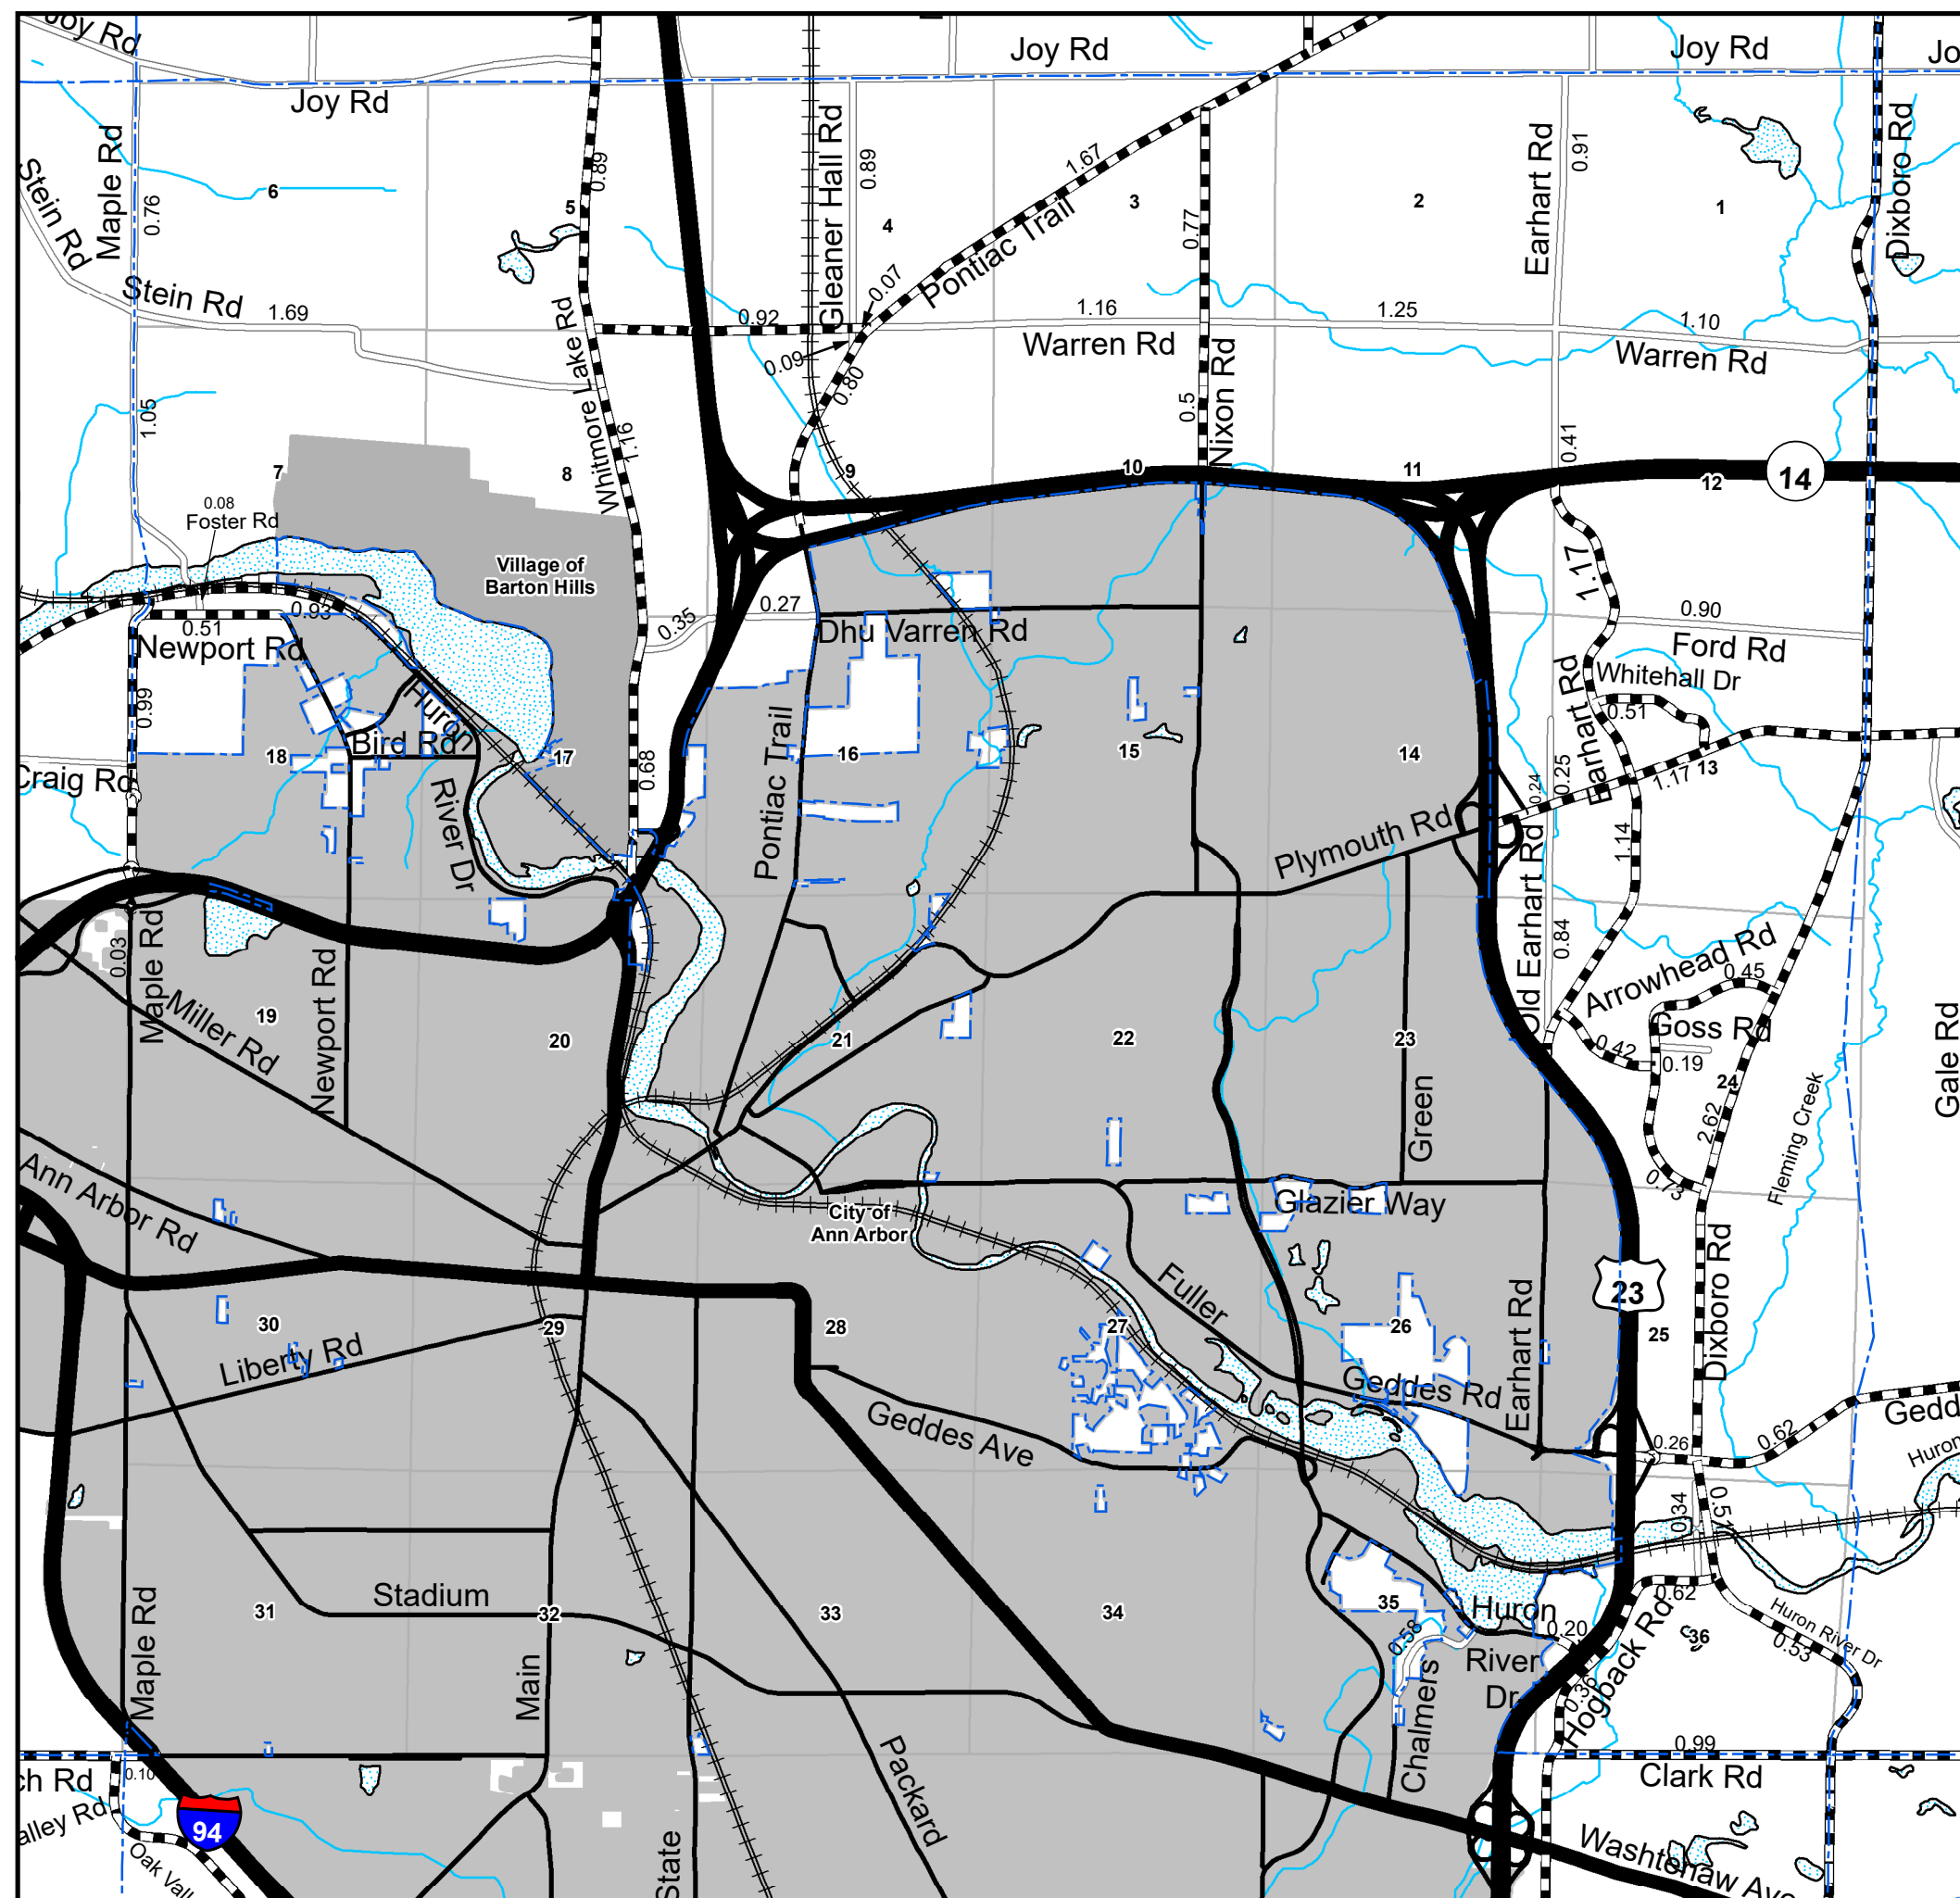 Joy Rd
Joy Rd
Joy Rd
Jo
Joy Rd
Maple Rd
0.76
Stein Rd
6
5
0.89
Gleaner Hall Rd
0.89
4
1.67
Pontiac Trail
3
0.77
2
Earhart Rd
0.91
1
Dixboro Rd
Stein Rd
1.69
Whitmore Lake Rd
0.92
0.07
0.09
0.80
1.16
Warren Rd
1.25
1.10
Warren Rd
1.05
1.16
0.5
Nixon Rd
0.41
7
8
9
10
11
12
14
0.08
Foster Rd
Village of
Barton Hills
1.17
0.93
0.51
Newport Rd
0.35
0.27
Dhu Varren Rd
0.90
Ford Rd
Whitehall Dr
0.51
Earhart Rd
0.99
Huron
Bird Rd
River Dr
18
17
0.68
Pontiac Trail
16
15
14
0.24
0.25
1.17
13
Craig Rd
Plymouth Rd
1.14
Old Earhart Rd
0.84
0.03
Maple Rd
Miller Rd
Newport Rd
19
20
21
22
23
Green
Arrowhead Rd
0.45
Goss Rd
0.42
0.19
24
2.62
Gale Rd
Fleming Creek
0.73
Ann Arbor Rd
City of
Ann Arbor
Glazier Way
Fuller
23
Dixboro Rd
30
29
28
27
26
25
Liberty Rd
Geddes Ave
Geddes Rd
Earhart Rd
Gedd
0.26
0.62
Huron
0.34
0.51
Stadium
31
32
33
34
35
36
Maple Rd
Main
State
Packard
Huron
River
Dr
0.58
Chalmers
0.20
0.62
Hogback Rd
0.36
Huron River Dr
0.53
0.99
Clark Rd
Washtenaw Ave
ch Rd
0.10
alley Rd
Oak Vall
94